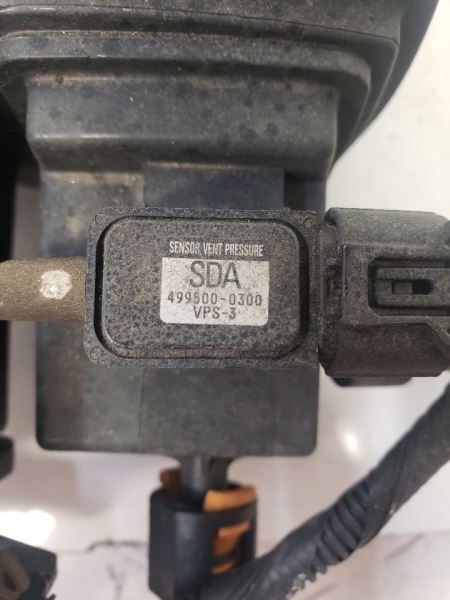 SENSOR VENT PRESSURE
SDA
499500-0300
VPS-3